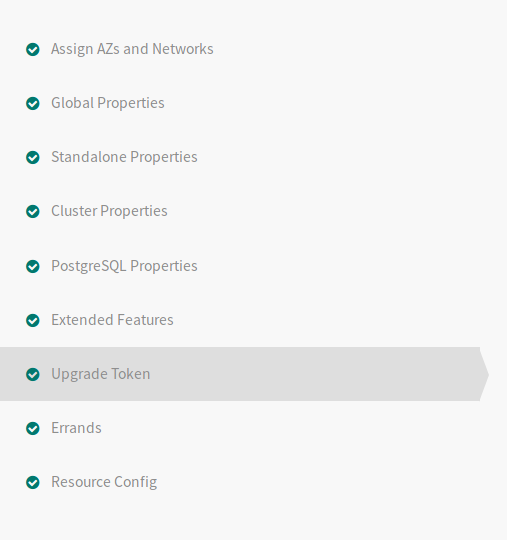 Assign AZs and Networks
Global Properties
Standalone Properties
Cluster Properties
PostgreSQL Properties
Extended Features
Upgrade Token
Errands
Resource Config